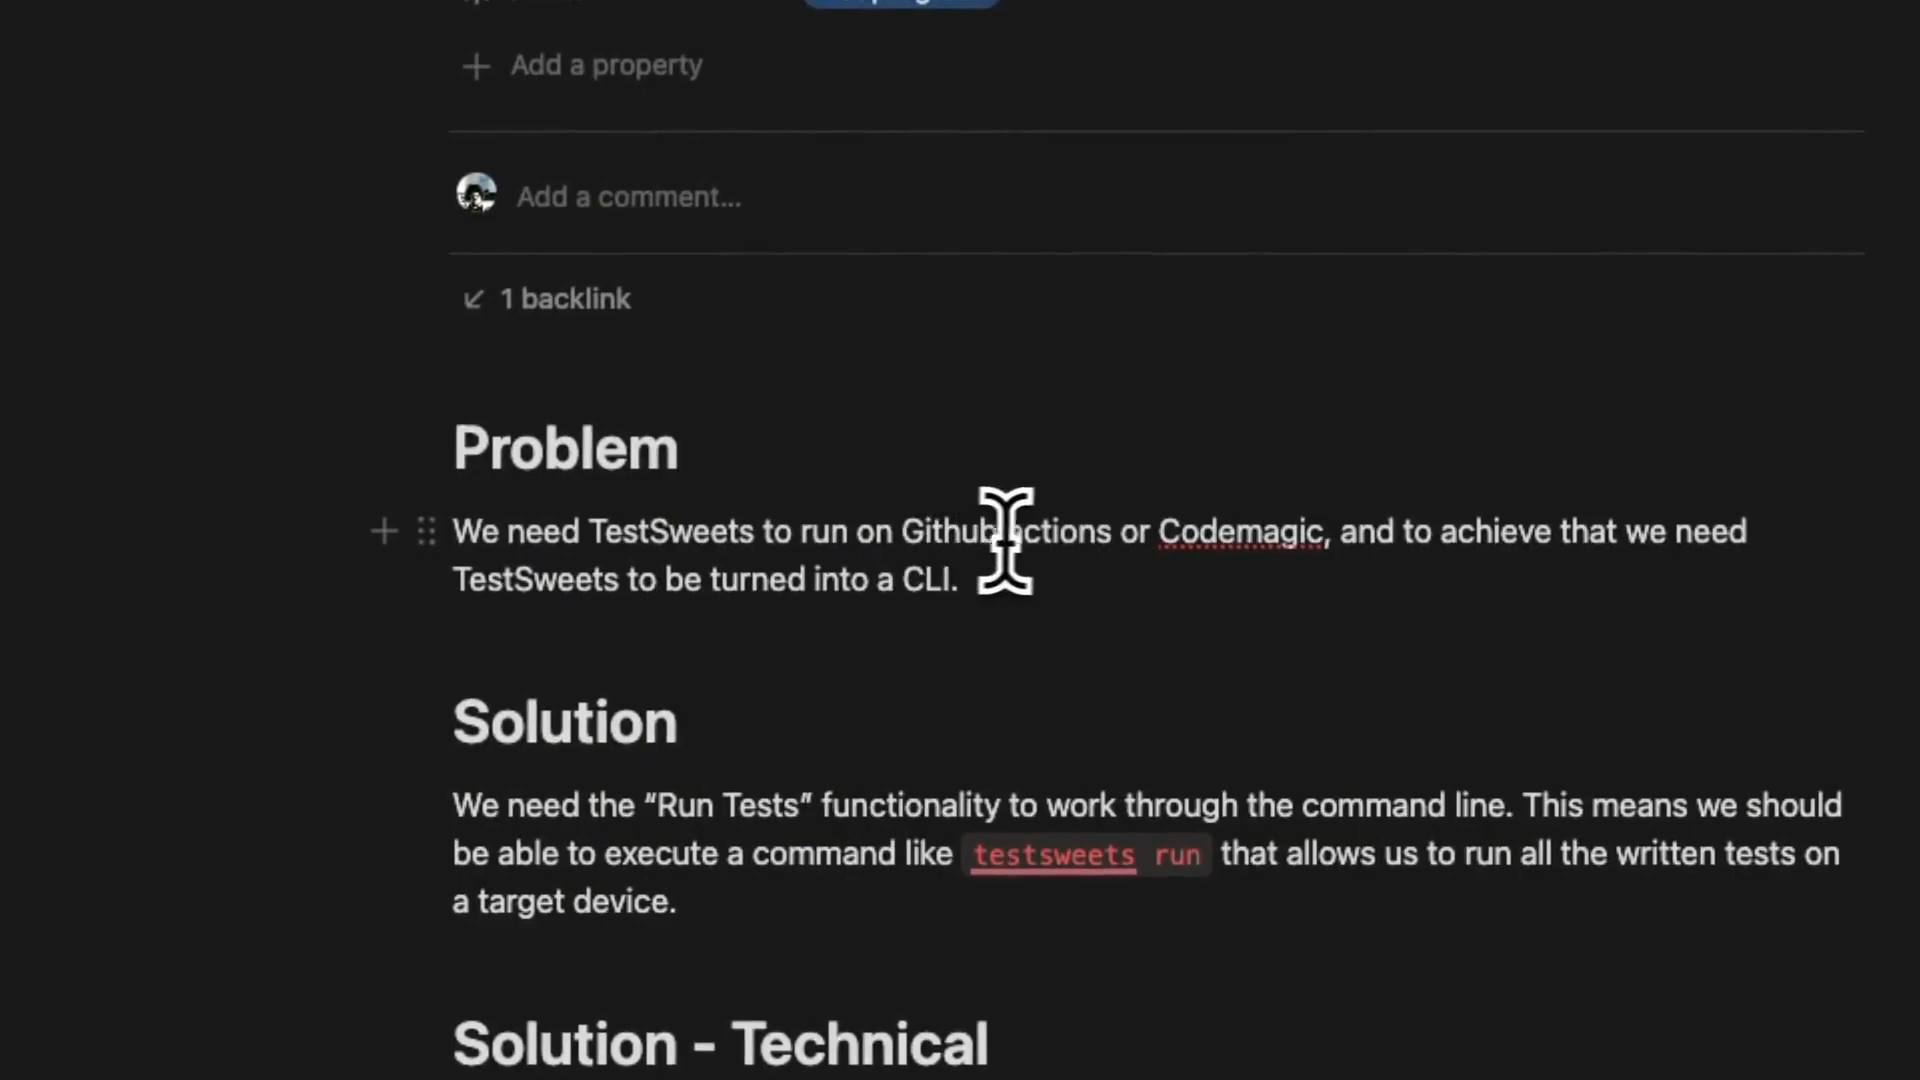 Add a property
Add a comment...
1 backlink
Problem
We need TestSweets to run on Github actions or Codemagic, and to achieve that we need
TestSweets to be turned into a CLI.
Solution
We need the “Run Tests” functionality to work through the command line. This means we should
be able to execute a command like testsweets run that allows us to run all the written tests on
a target device.
Solution - Technical